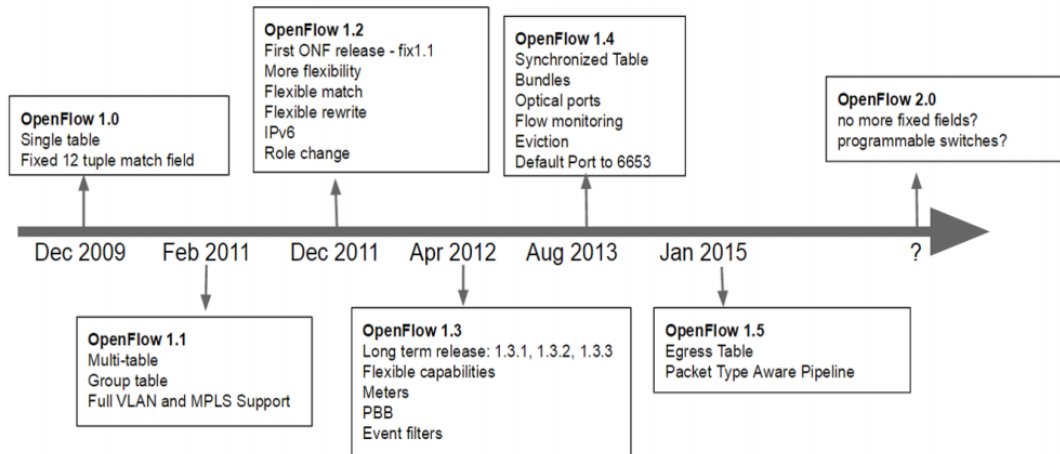 OpenFlow 1.0
Single table
Fixed 12 tuple match field
OpenFlow 1.2
First ONF release - fix1.1
More flexibility
Flexible match
Flexible rewrite
IPv6
Role change
OpenFlow 1.4
Synchronized Table
Bundles
Optical ports
Flow monitoring
Eviction
Default Port to 6653
OpenFlow 2.0
no more fixed fields?
programmable switches?
Dec 2009 Feb 2011 Dec 2011 Apr 2012 Aug 2013 Jan 2015 ?
OpenFlow 1.1
Multi-table
Group table
Full VLAN and MPLS Support
OpenFlow 1.3
Long term release: 1.3.1, 1.3.2, 1.3.3
Flexible capabilities
Meters
PBB
Event filters
OpenFlow 1.5
Egress Table
Packet Type Aware Pipeline